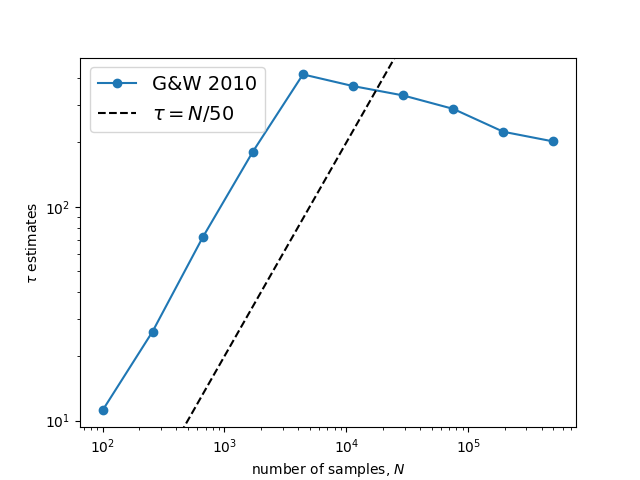 G&W 2010
τ = N/50
τ estimates
10²
10¹
10² 10³ 10⁴ 10⁵
number of samples, N